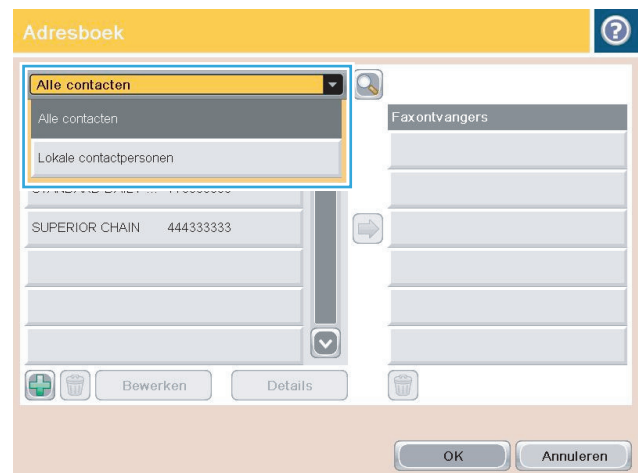 Adresboek
?
Alle contacten
Alle contacten
Lokale contactpersonen
SUPERIOR CHAIN 444333333
Bewerken
Details
Faxontvangers
OK
Annuleren